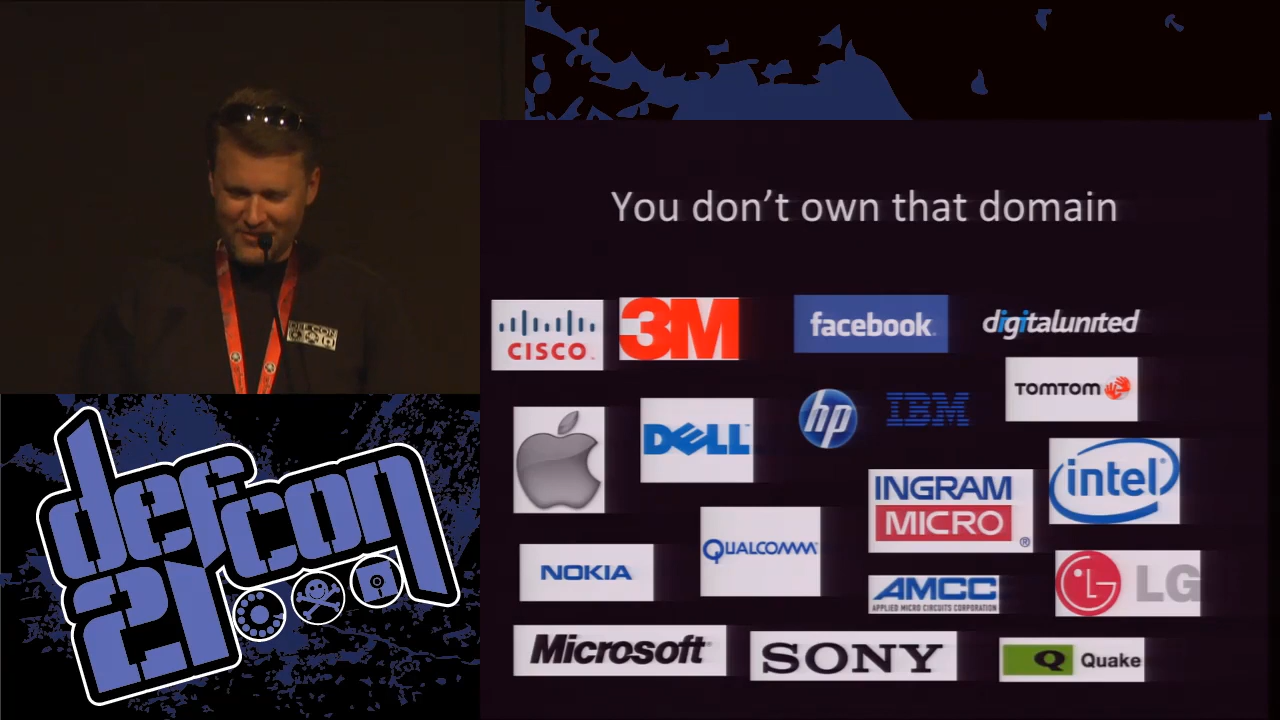 You don't own that domain
CISCO
3M
facebook
digitalunited
TOMTOM
hp
IBM
DELL
intel
INGRAM
MICRO
QUALCOMM
NOKIA
AMCC
APPLIED MICRO CIRCUITS CORPORATION
LG
Microsoft
SONY
Q Quake
DEFCON
defcon
21